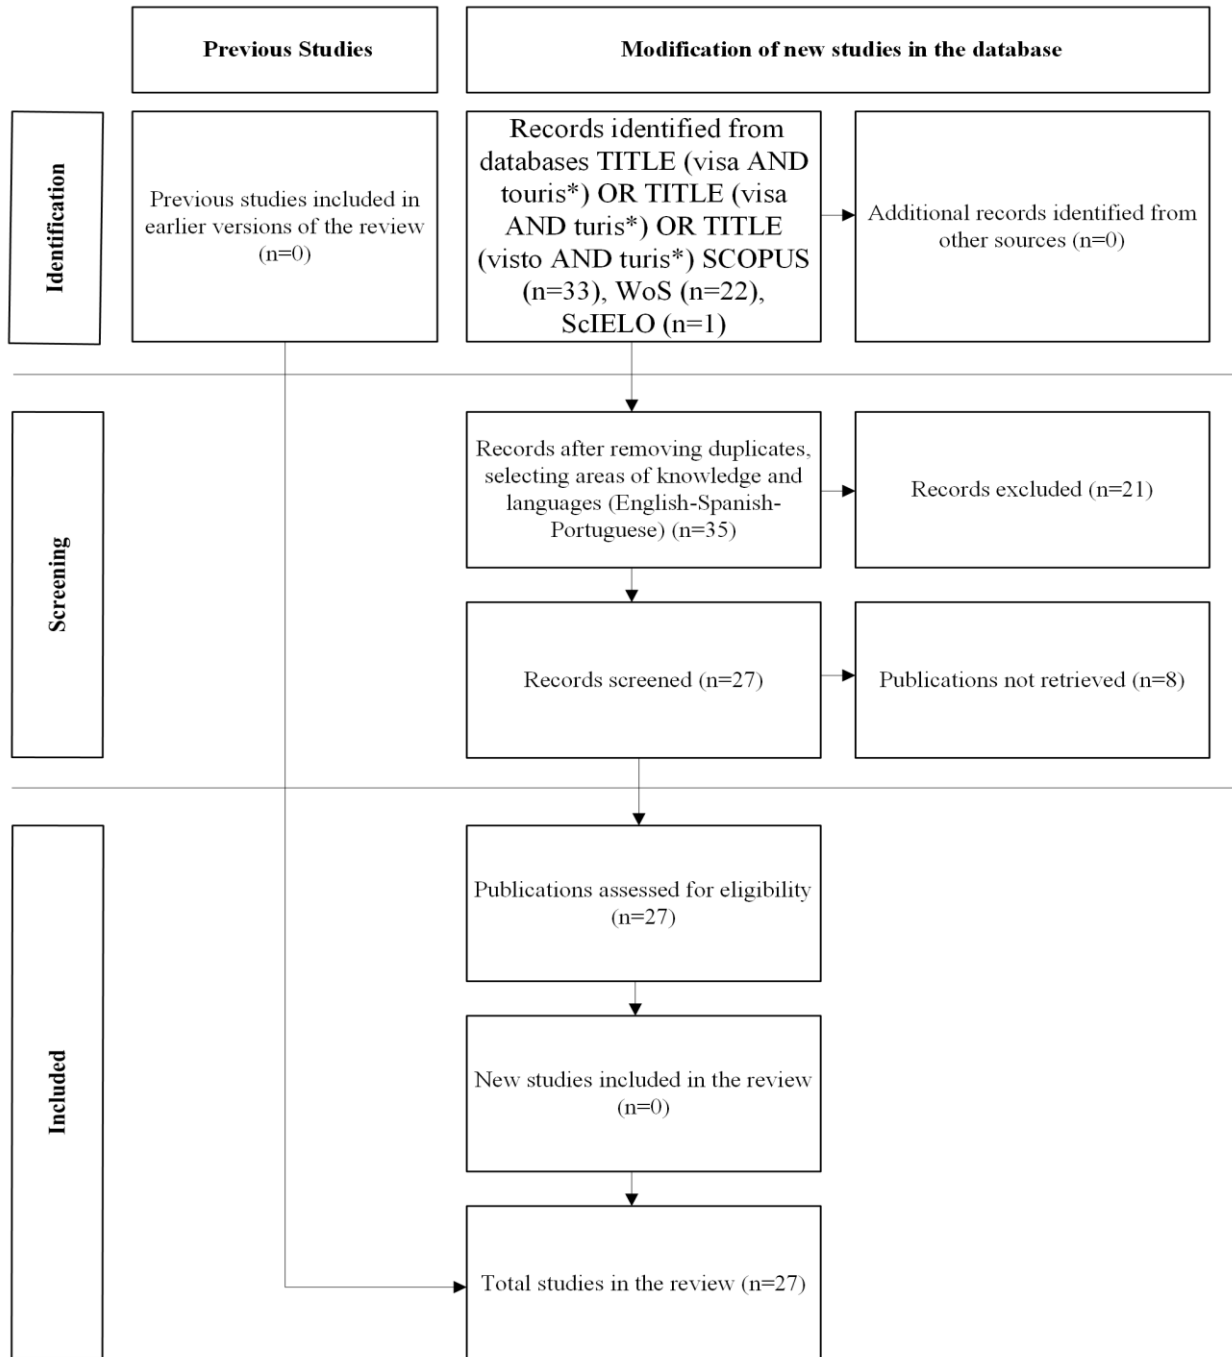 Previous Studies
Modification of new studies in the database
Identification
Previous studies included in
earlier versions of the review
(n=0)
Records identified from
databases TITLE (visa AND
touris*) OR TITLE (visa
AND turis*) OR TITLE
(visto AND turis*) SCOPUS
(n=33), WoS (n=22),
ScIELO (n=1)
Additional records identified from
other sources (n=0)
Screening
Records after removing duplicates,
selecting areas of knowledge and
languages (English-Spanish-
Portuguese) (n=35)
Records excluded (n=21)
Records screened (n=27)
Publications not retrieved (n=8)
Included
Publications assessed for eligibility
(n=27)
New studies included in the review
(n=0)
Total studies in the review (n=27)